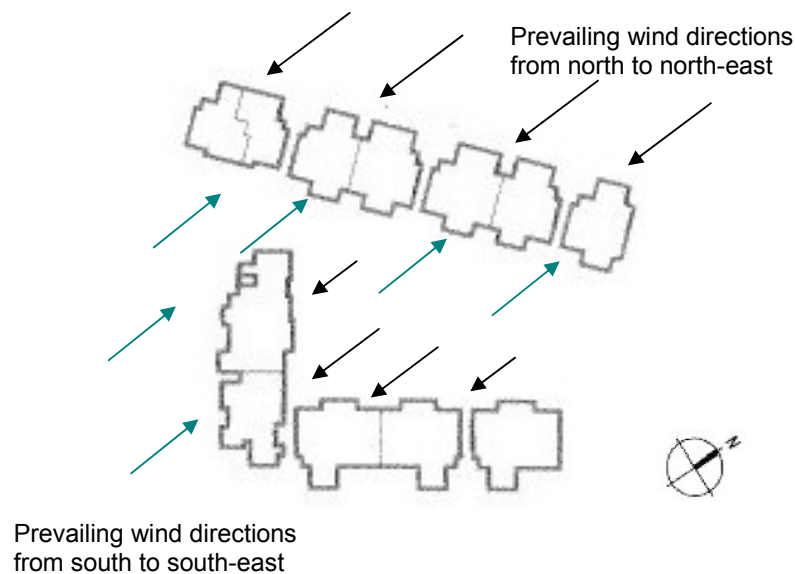 Prevailing wind directions
from north to north-east
N
Prevailing wind directions
from south to south-east